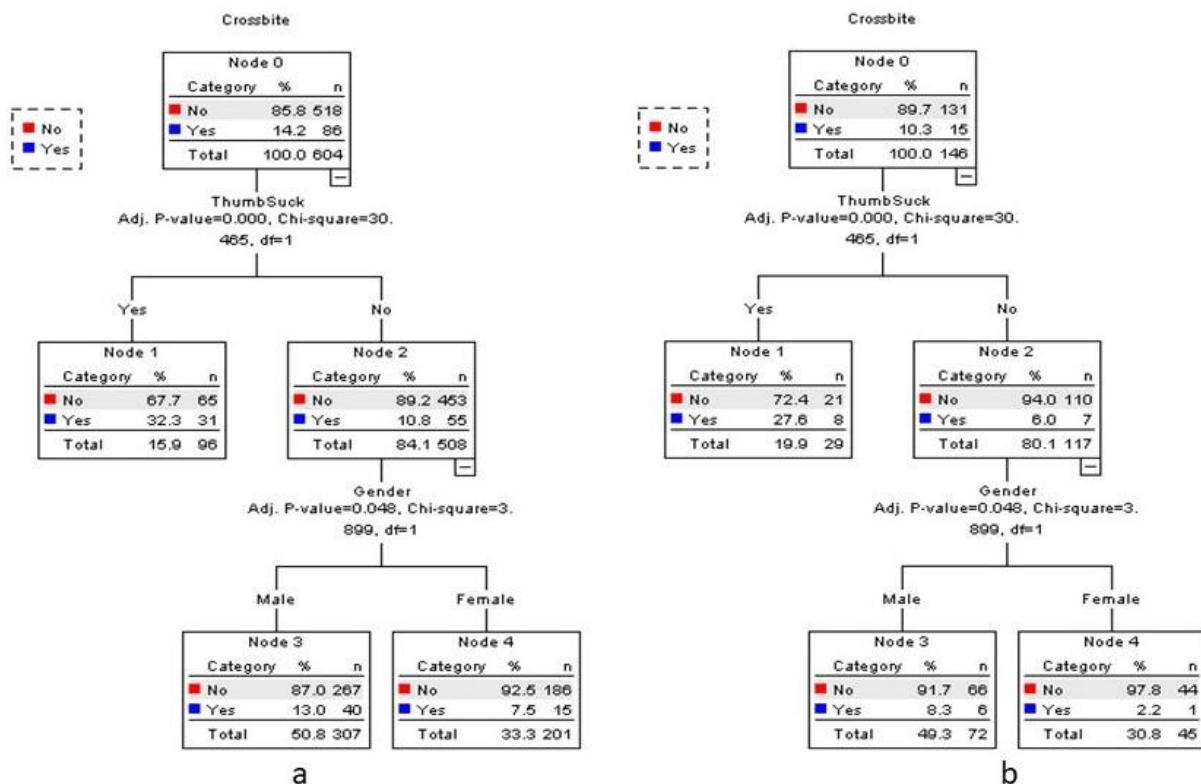 Crossbite
Node 0
Category % n
No 85.8 518
Yes 14.2 86
Total 100.0 604
No
Yes
ThumbSuck
Adj. P-value=0.000, Chi-square=30.
465, df=1
Yes
No
Node 1
Category % n
No 67.7 65
Yes 32.3 31
Total 15.9 96
Node 2
Category % n
No 89.2 453
Yes 10.8 55
Total 84.1 508
Gender
Adj. P-value=0.048, Chi-square=3.
899, df=1
Male
Female
Node 3
Category % n
No 87.0 267
Yes 13.0 40
Total 50.8 307
Node 4
Category % n
No 92.5 186
Yes 7.5 15
Total 33.3 201
a
Crossbite
Node 0
Category % n
No 89.7 131
Yes 10.3 15
Total 100.0 146
No
Yes
ThumbSuck
Adj. P-value=0.000, Chi-square=30.
465, df=1
Yes
No
Node 1
Category % n
No 72.4 21
Yes 27.6 8
Total 19.9 29
Node 2
Category % n
No 94.0 110
Yes 6.0 7
Total 80.1 117
Gender
Adj. P-value=0.048, Chi-square=3.
899, df=1
Male
Female
Node 3
Category % n
No 91.7 66
Yes 8.3 6
Total 49.3 72
Node 4
Category % n
No 97.8 44
Yes 2.2 1
Total 30.8 45
b